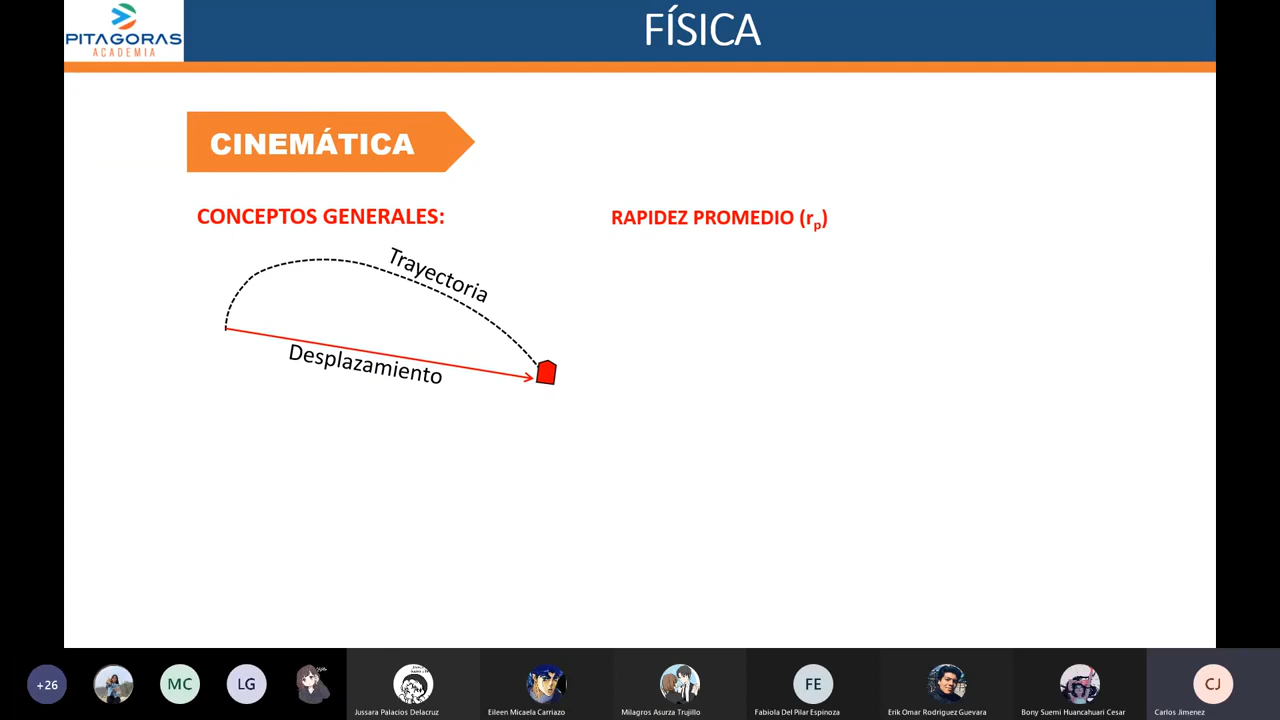 PITAGORAS
ACADEMIA
FÍSICA
CINEMÁTICA
CONCEPTOS GENERALES:
RAPIDEZ PROMEDIO (rp)
Trayectoria
Desplazamiento
+26
MC
LG
FE
CJ
Jussara Palacios Delacruz
Eileen Micaela Carriazo
Milagros Asurza Trujillo
Fabiola Del Pilar Espinoza
Erik Omar Rodriguez Guevara
Bony Suemi Huancahuari Cesar
Carlos Jimenez